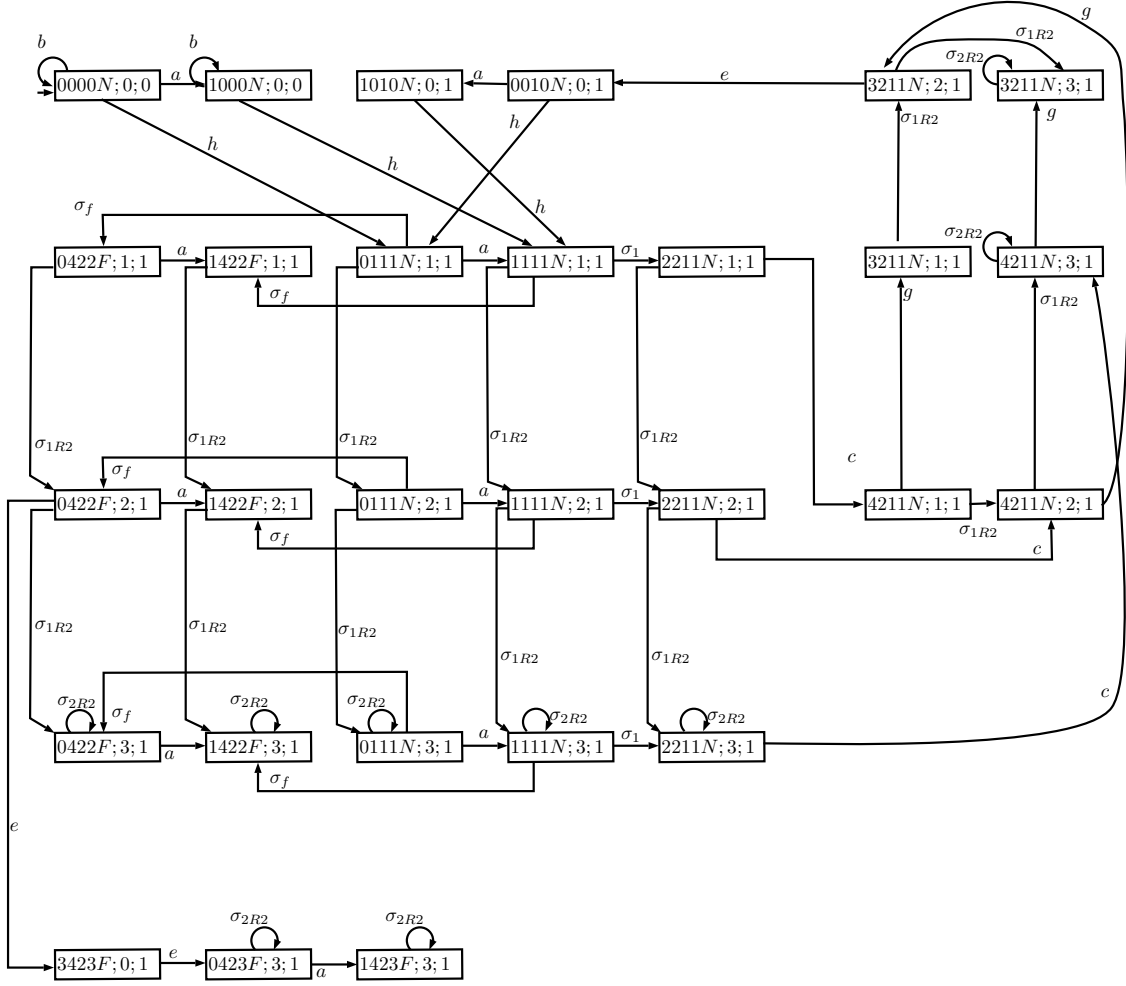 g
b
b
σ1R2
σ2R2
0000N; 0; 0
a
1000N; 0; 0
1010N; 0; 1
a
0010N; 0; 1
e
3211N; 2; 1
3211N; 3; 1
h
h
h
h
σ1R2
g
σf
σ2R2
0422F; 1; 1
a
1422F; 1; 1
0111N; 1; 1
a
1111N; 1; 1
σ1
2211N; 1; 1
3211N; 1; 1
4211N; 3; 1
σf
g
σ1R2
σ1R2
σ1R2
σ1R2
σ1R2
σ1R2
c
σf
0422F; 2; 1
a
1422F; 2; 1
0111N; 2; 1
a
1111N; 2; 1
σ1
2211N; 2; 1
4211N; 1; 1
4211N; 2; 1
σ1R2
σf
c
σ1R2
σ1R2
σ1R2
σ1R2
σ1R2
σ2R2
σf
σ2R2
σ2R2
σ2R2
σ2R2
c
0422F; 3; 1
a
1422F; 3; 1
0111N; 3; 1
a
1111N; 3; 1
σ1
2211N; 3; 1
σf
e
σ2R2
σ2R2
3423F; 0; 1
e
0423F; 3; 1
a
1423F; 3; 1